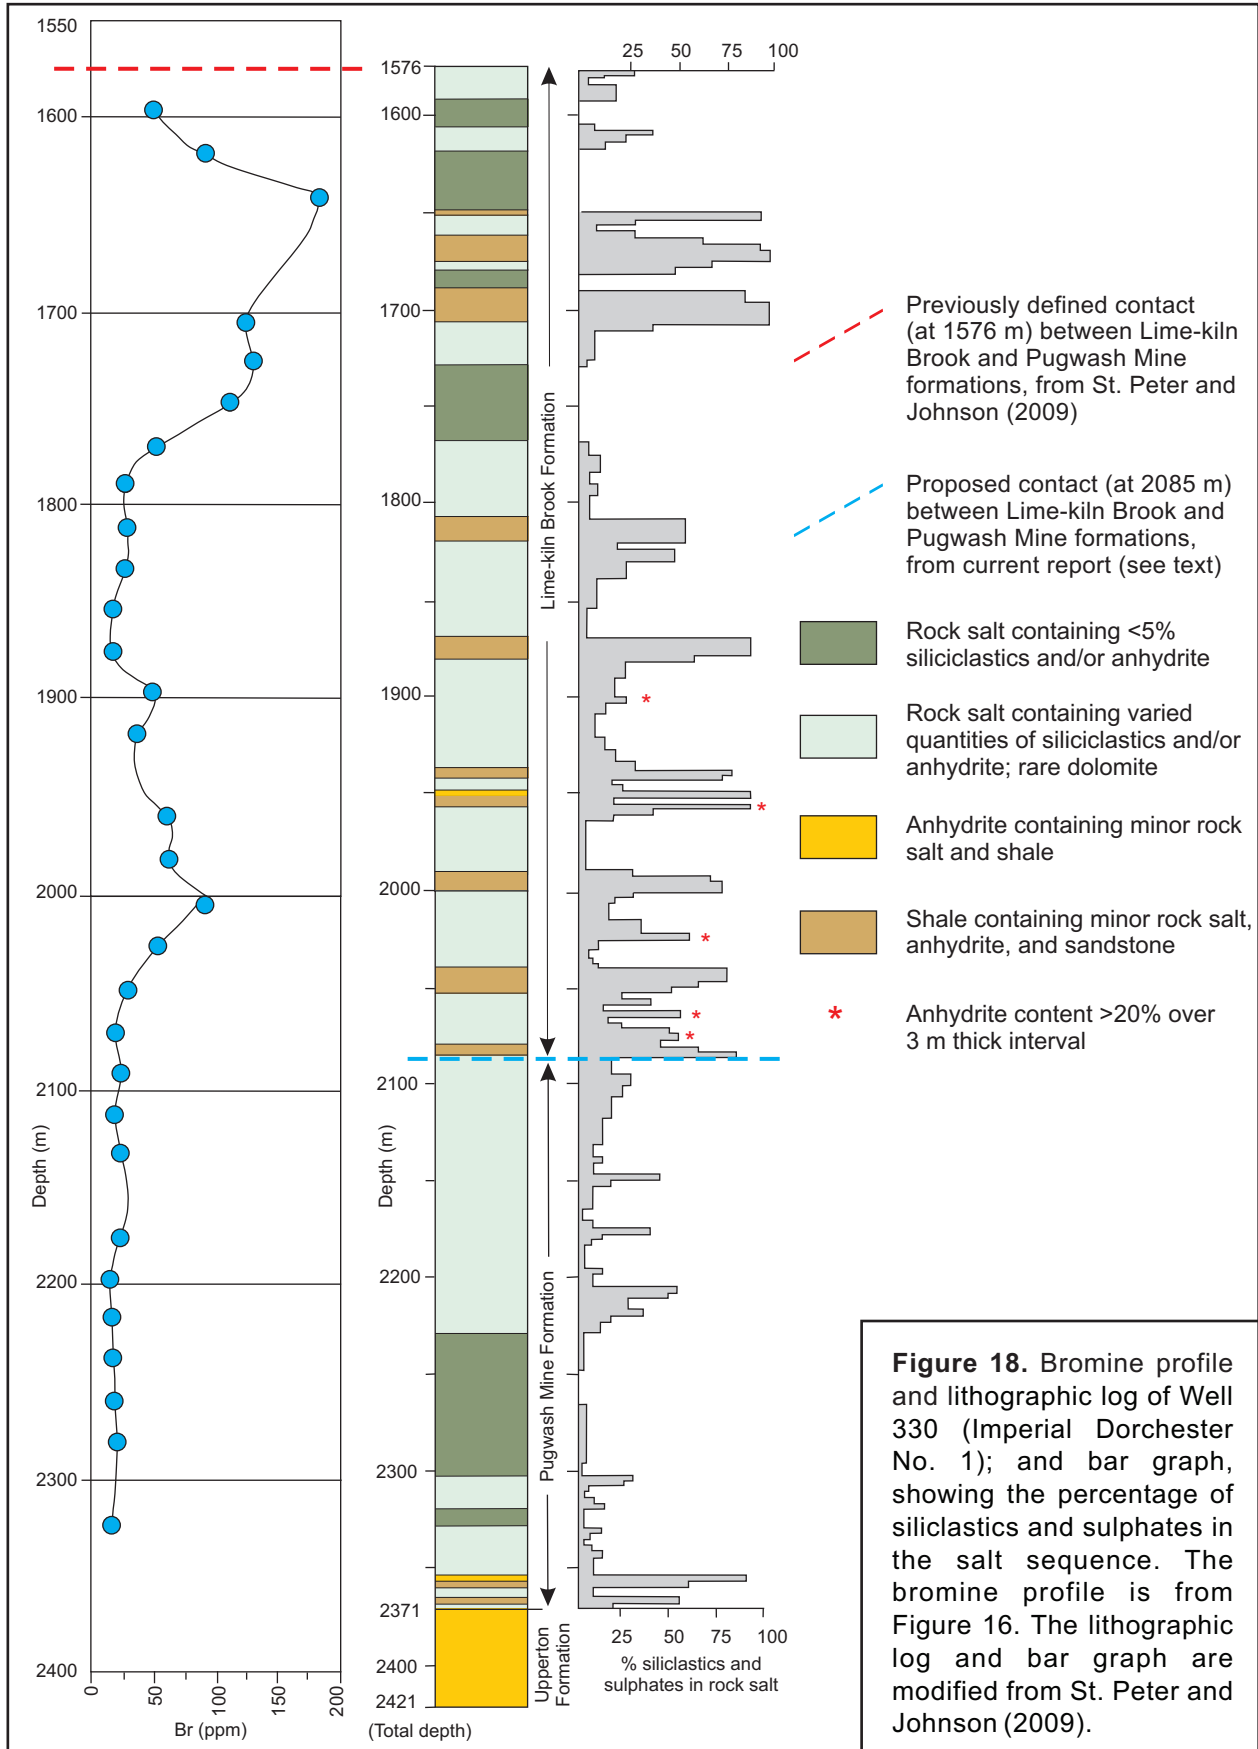 1550
1600
1700
1800
1900
2000
2100
2200
2300
2400
Depth (m)
0
50
100
150
200
Br (ppm)
1576
1600
1700
1800
1900
2000
2100
2200
2300
2371
2400
2421
(Total depth)
Depth (m)
Lime-kiln Brook Formation
Pugwash Mine Formation
Upperton
Formation
25 50 75 100
*
*
*
*
*
25 50 75 100
% siliclastics and
sulphates in rock salt
Previously defined contact
(at 1576 m) between Lime-kiln
Brook and Pugwash Mine
formations, from St. Peter and
Johnson (2009)
Proposed contact (at 2085 m)
between Lime-kiln Brook and
Pugwash Mine formations,
from current report (see text)
Rock salt containing <5%
siliciclastics and/or anhydrite
Rock salt containing varied
quantities of siliciclastics and/or
anhydrite; rare dolomite
Anhydrite containing minor rock
salt and shale
Shale containing minor rock salt,
anhydrite, and sandstone
* Anhydrite content >20% over
3 m thick interval
Figure 18. Bromine profile
and lithographic log of Well
330 (Imperial Dorchester
No. 1); and bar graph,
showing the percentage of
siliclastics and sulphates in
the salt sequence. The
bromine profile is from
Figure 16. The lithographic
log and bar graph are
modified from St. Peter and
Johnson (2009).